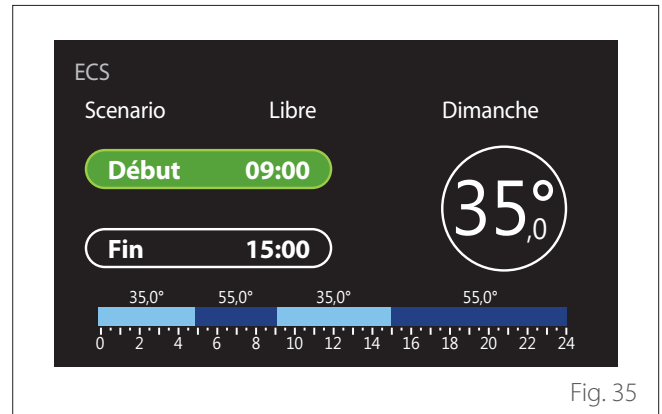 ECS
Scenario Libre Dimanche
Début 09:00
35,0°
Fin 15:00
35,0° 55,0° 35,0° 55,0°
0 2 4 6 8 10 12 14 16 18 20 22 24
Fig. 35